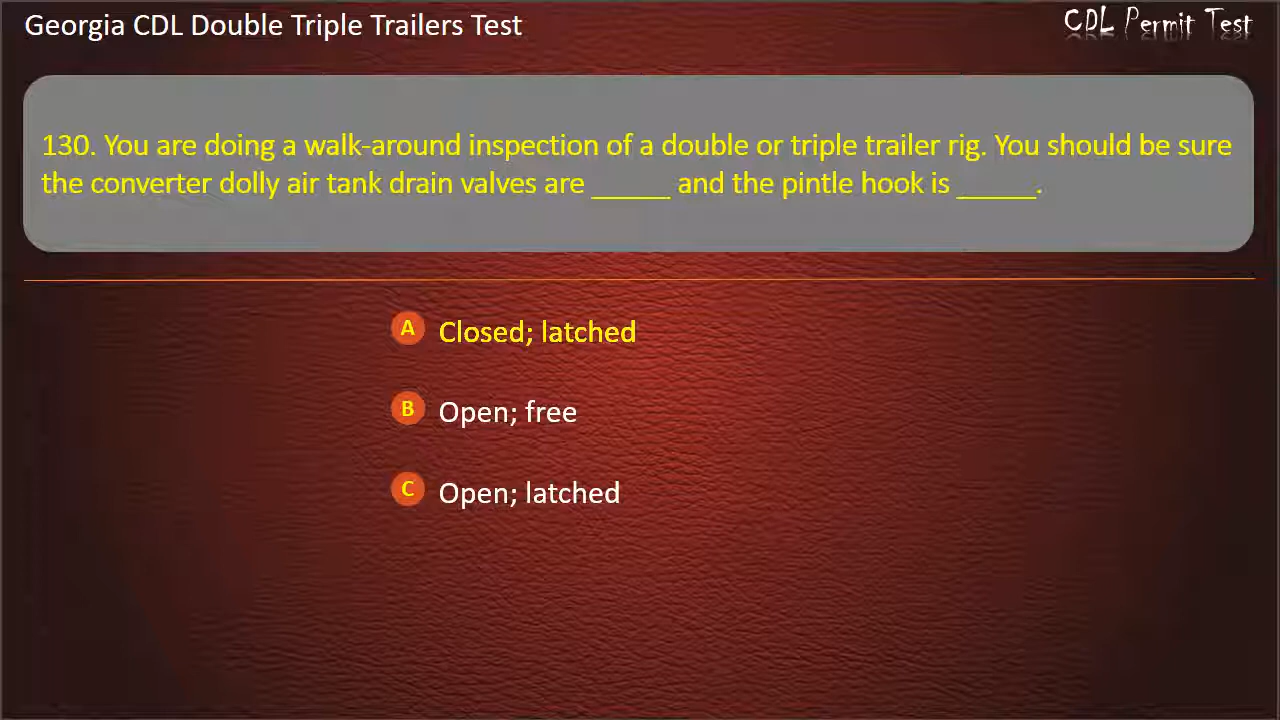 Georgia CDL Double Triple Trailers Test
CDL Permit Test
130. You are doing a walk-around inspection of a double or triple trailer rig. You should be sure
the converter dolly air tank drain valves are _____ and the pintle hook is _____.
A Closed; latched
B Open; free
C Open; latched